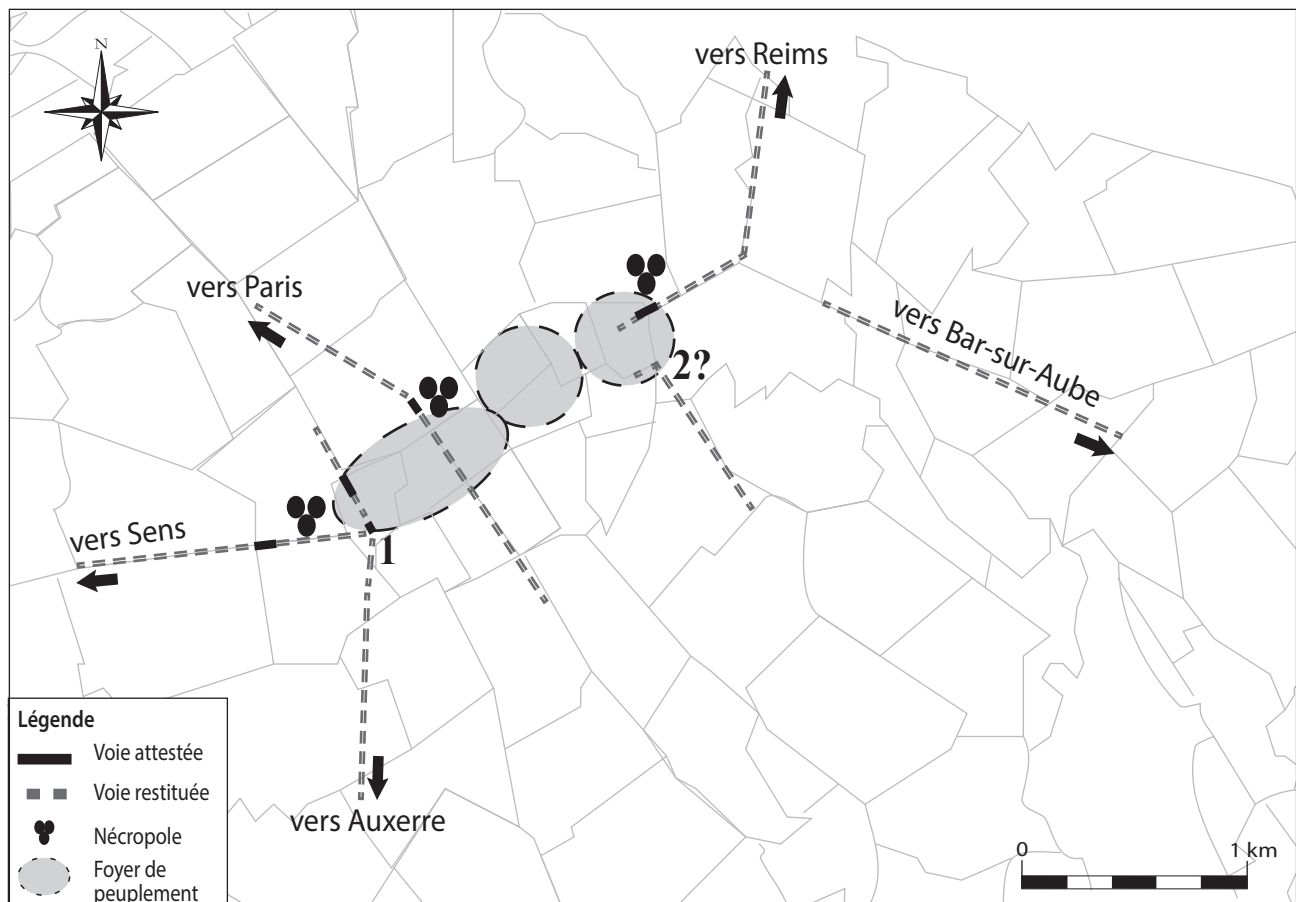 N
vers Reims
vers Paris
vers Bar-sur-Aube
2?
vers Sens
1
vers Auxerre
Légende
Voie attestée
Voie restituée
Nécropole
Foyer de
peuplement
0 1 km